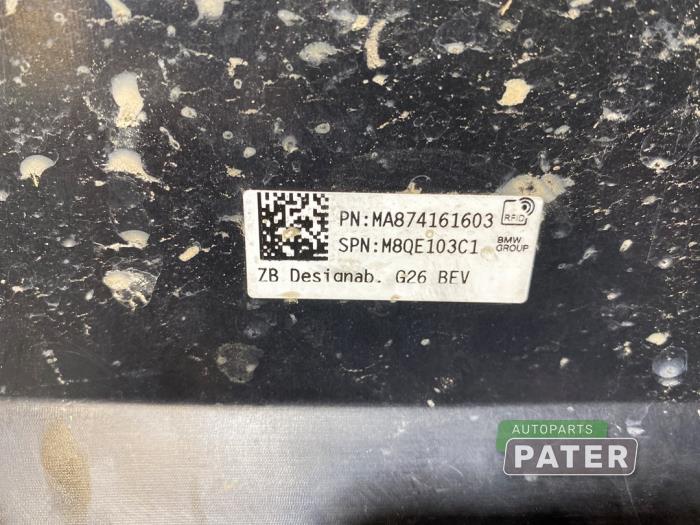 PN:MA874161603
RFID
SPN:M8QE103C1
BMW
GROUP
ZB Designab. G26 BEV
AUTOPARTS
PATER